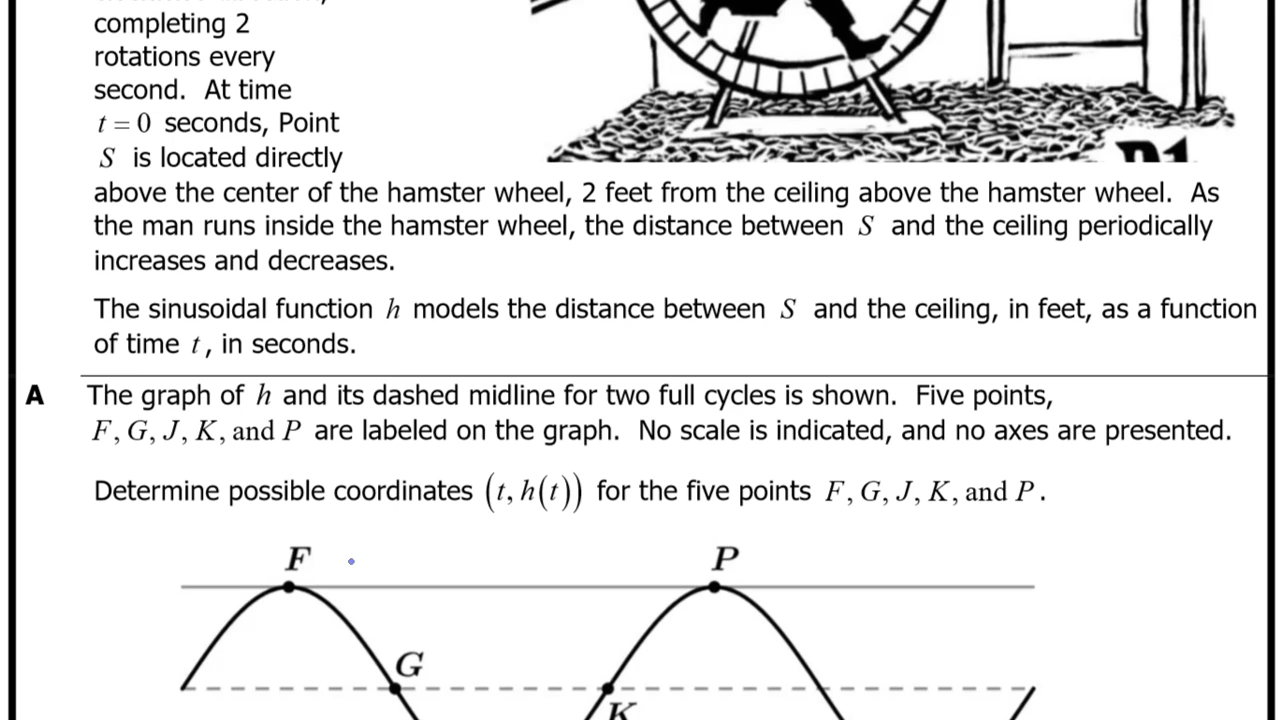 completing 2
rotations every
second. At time
t = 0 seconds, Point
S is located directly
above the center of the hamster wheel, 2 feet from the ceiling above the hamster wheel. As
the man runs inside the hamster wheel, the distance between S and the ceiling periodically
increases and decreases.
The sinusoidal function h models the distance between S and the ceiling, in feet, as a function
of time t, in seconds.
A The graph of h and its dashed midline for two full cycles is shown. Five points,
F, G, J, K, and P are labeled on the graph. No scale is indicated, and no axes are presented.
Determine possible coordinates (t, h(t)) for the five points F, G, J, K, and P.
F P
G
K